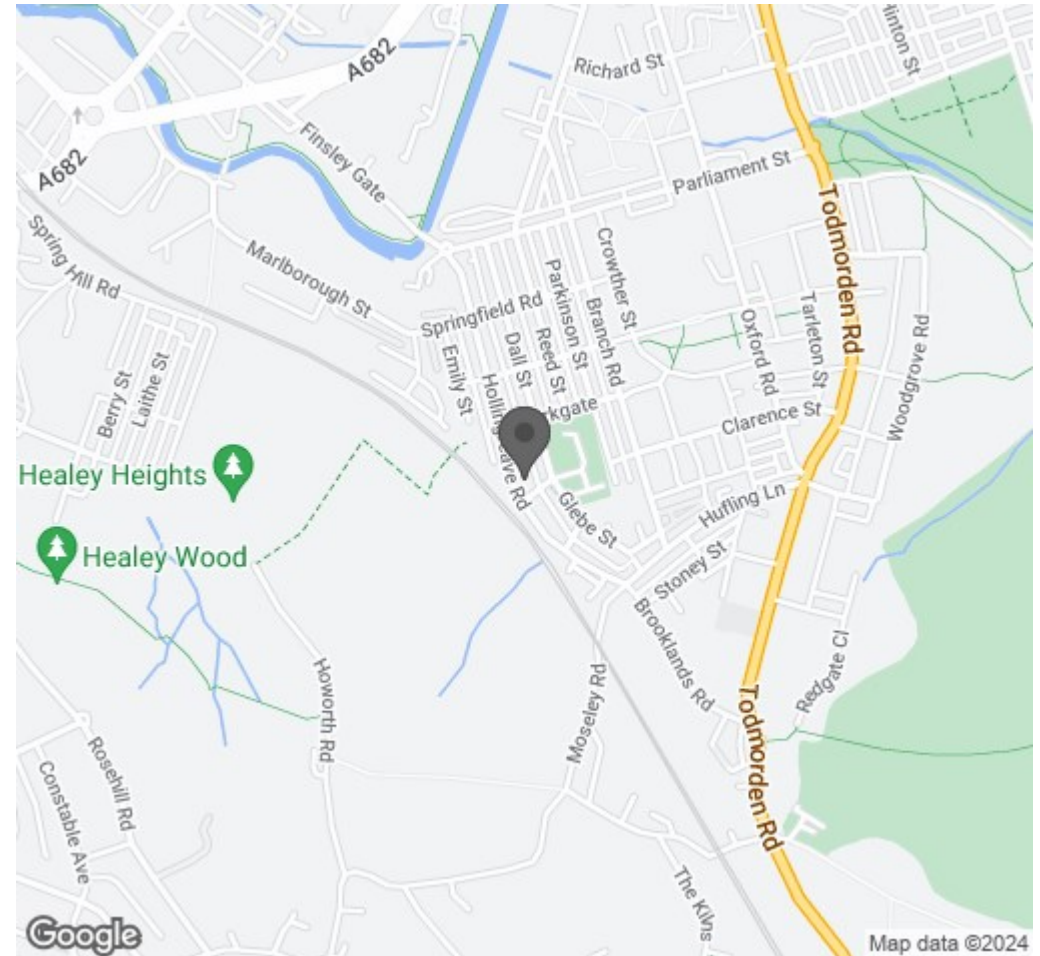 A682
Richard St
Hinton St
Finsley Gate
A682
Parliament St
Todmorden Rd
Spring Hill Rd
Marlborough St
Crowther St
Springfield Rd
Parkinson St
Branch Rd
Reed St
Dall St
Emily St
Oxford Rd
Tarleton St
Woodgrove Rd
Berry St
Laithe St
Clarence St
Healey Heights
Glebe St
Hufling Ln
Healey Wood
Stoney St
Brooklands Rd
Redgate Cl
Howorth Rd
Moseley Rd
Todmorden Rd
Rosehill Rd
Constable Ave
The Kilns
Google
Map data ©2024